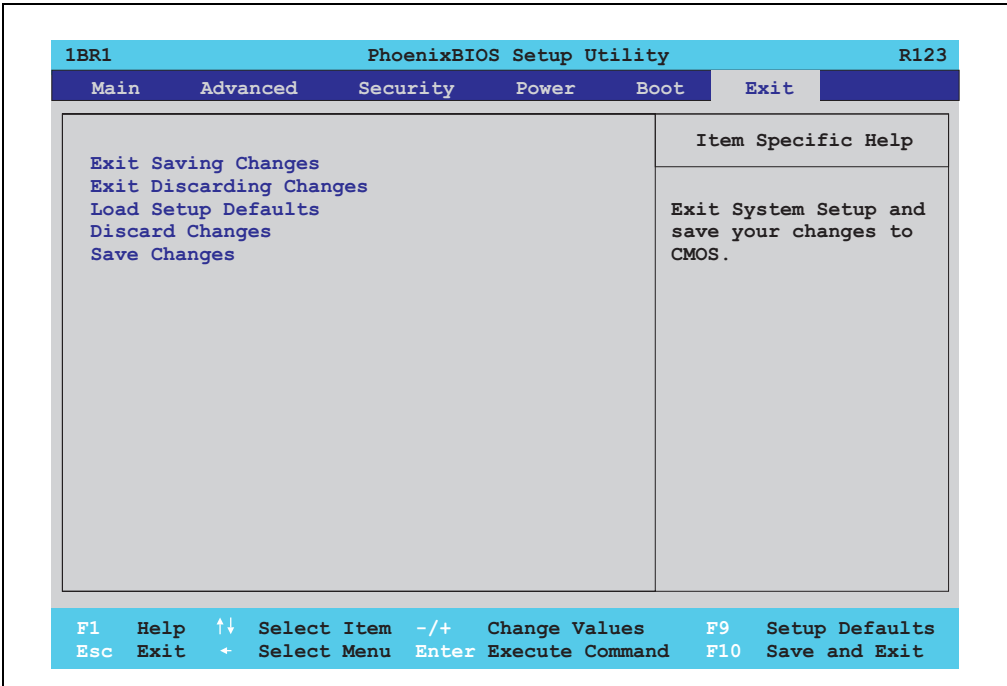 1BR1 PhoenixBIOS Setup Utility R123
Main Advanced Security Power Boot Exit
Exit Saving Changes
Exit Discarding Changes
Load Setup Defaults
Discard Changes
Save Changes
Item Specific Help
Exit System Setup and
save your changes to
CMOS.
F1 Help ↑↓ Select Item -/+ Change Values F9 Setup Defaults
Esc Exit ← Select Menu Enter Execute Command F10 Save and Exit